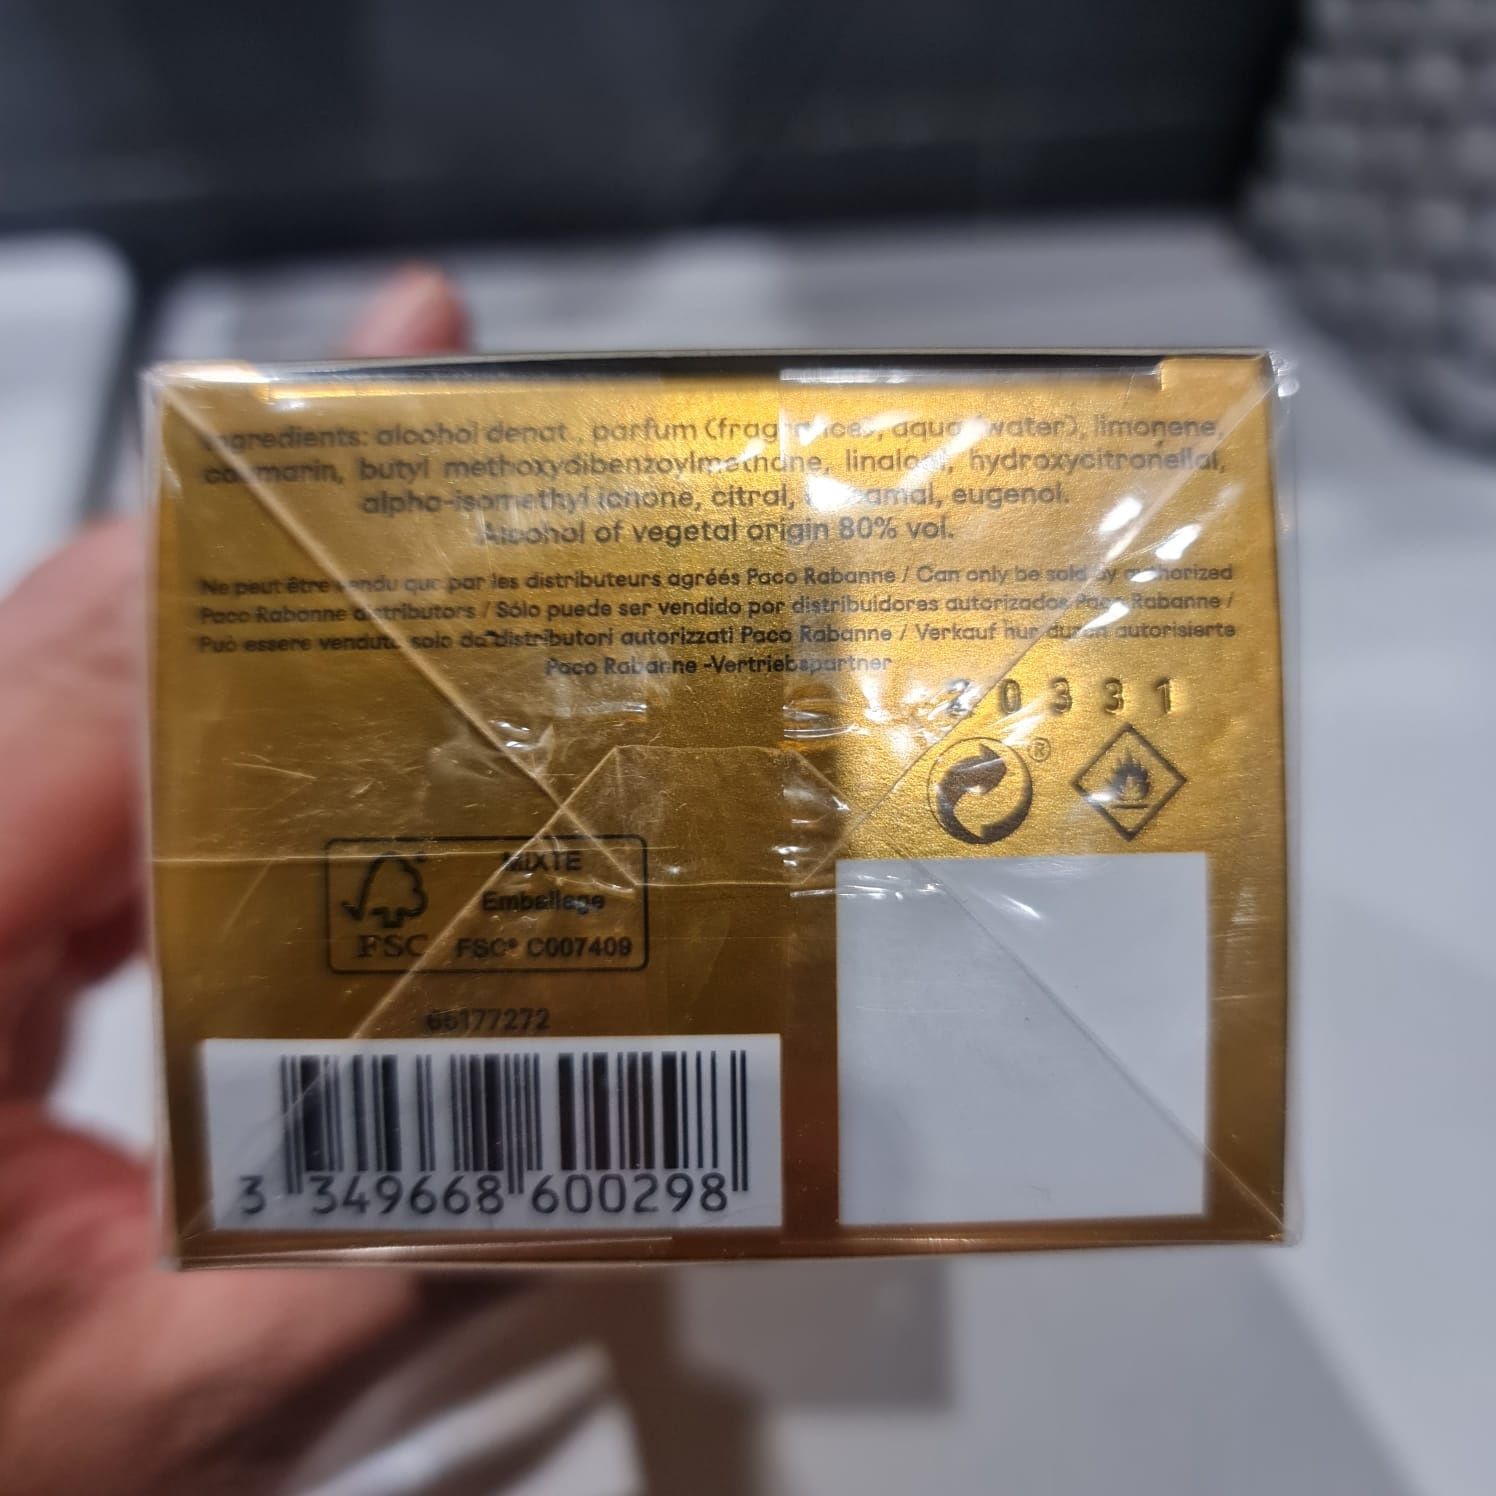 ingredients: alcohol denat., parfum (fragrance), aqua (water), limonene,
coumarin, butyl methoxydibenzoylmethane, linalool, hydroxycitronellal,
alpha-isomethyl ionone, citral, eugenol.
Alcohol of vegetal origin 80% vol.
Ne peut être vendu que par les distributeurs agréés Paco Rabanne / Can only be sold by authorized
Paco Rabanne distributors / Sólo puede ser vendido por distribuidores autorizados Paco Rabanne /
Può essere venduto solo da distributori autorizzati Paco Rabanne / Verkauf nur durch autorisierte
Paco Rabanne -Vertriebspartner
20331
®
MIXTE
Emballage
FSC FSC® C007409
66177272
3 349668 600298